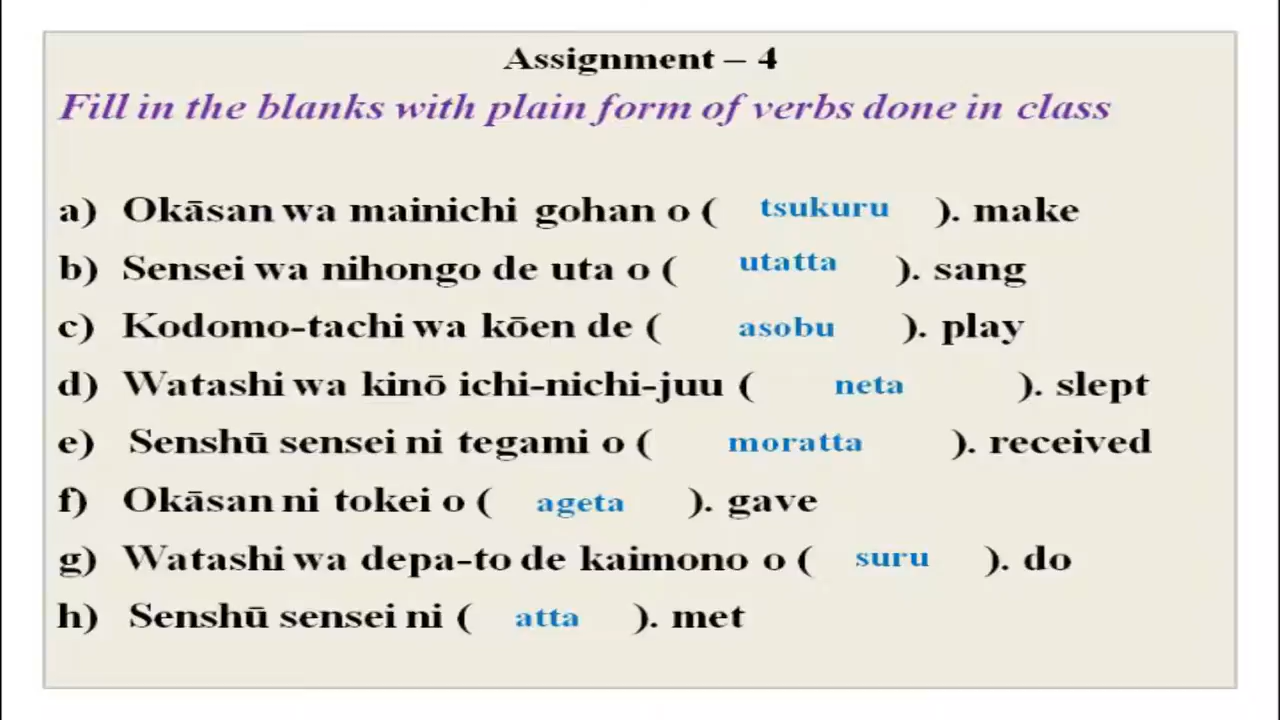 Assignment – 4
Fill in the blanks with plain form of verbs done in class
a) Okāsan wa mainichi gohan o ( tsukuru ). make
b) Sensei wa nihongo de uta o ( utatta ). sang
c) Kodomo-tachi wa kōen de ( asobu ). play
d) Watashi wa kinō ichi-nichi-juu ( neta ). slept
e) Senshū sensei ni tegami o ( moratta ). received
f) Okāsan ni tokei o ( ageta ). gave
g) Watashi wa depa-to de kaimono o ( suru ). do
h) Senshū sensei ni ( atta ). met